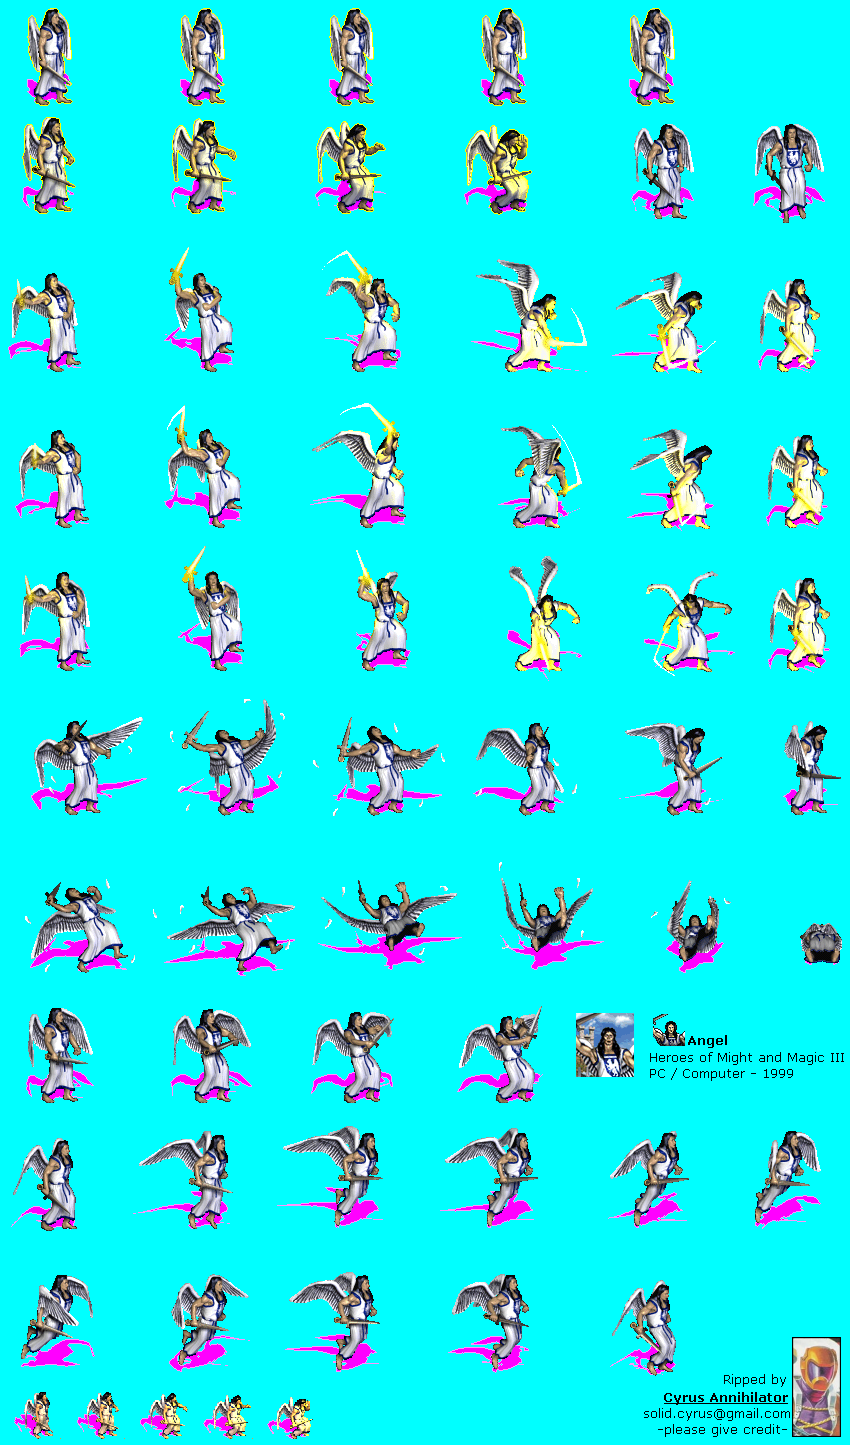 Angel
Heroes of Might and Magic III
PC / Computer - 1999
Ripped by
Cyrus Annihilator
solid.cyrus@gmail.com
-please give credit-